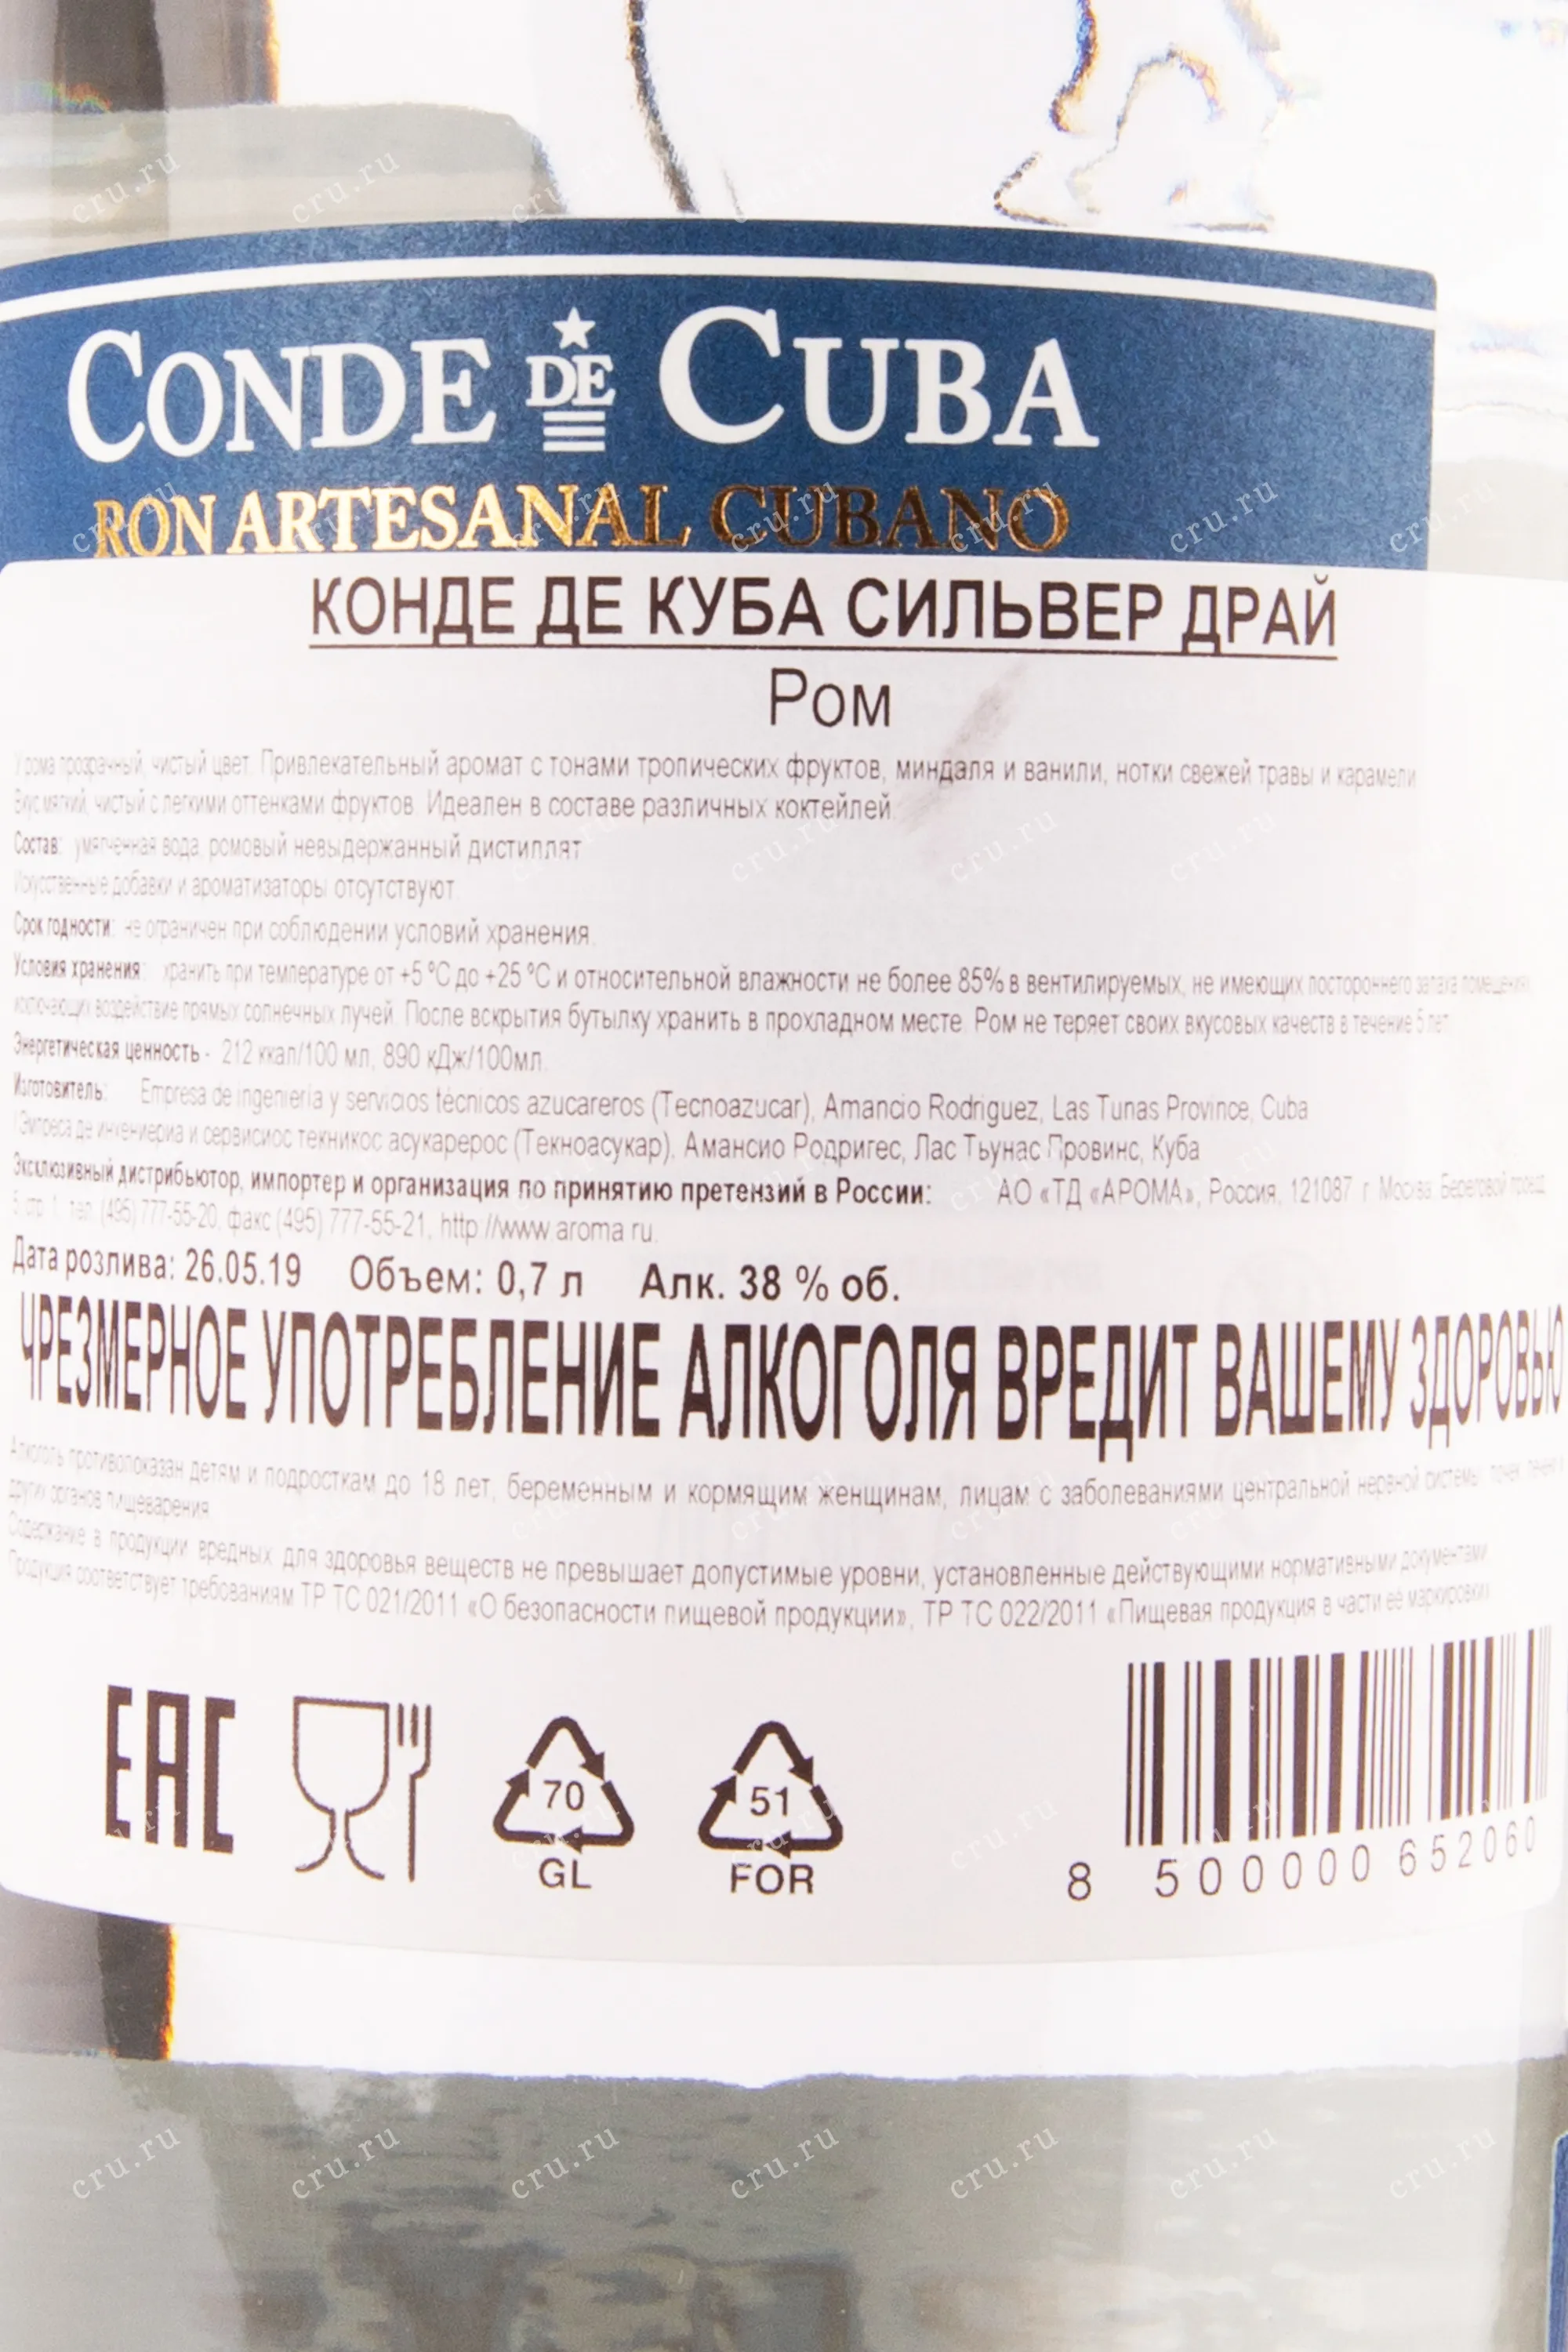 CONDE DE CUBA
RON ARTESANAL CUBANO
КОНДЕ ДЕ КУБА СИЛЬВЕР ДРАЙ
Ром
У рома прозрачный, чистый цвет. Привлекательный аромат с тонами тропических фруктов, миндаля и ванили, нотки свежей травы и карамели
Вкус мягкий, чистый с легкими оттенками фруктов. Идеален в составе различных коктейлей.
Состав: умягченная вода, ромовый невыдержанный дистиллят
Искусственные добавки и ароматизаторы отсутствуют
Срок годности: не ограничен при соблюдении условий хранения.
Условия хранения: хранить при температуре от +5 °С до +25 °С и относительной влажности не более 85% в вентилируемых, не имеющих постороннего запаха помещениях,
исключающих воздействие прямых солнечных лучей. После вскрытия бутылку хранить в прохладном месте. Ром не теряет своих вкусовых качеств в течение 5 лет
Энергетическая ценность - 212 ккал/100 мл, 890 кДж/100мл.
Изготовитель: Empresa de ingeniería y servicios técnicos azucareros (Tecnoazucar), Amancio Rodriguez, Las Tunas Province, Cuba
/ Эмпреса де инхениериа и сервисиос текникос асукарерос (Текноасукар), Амансио Родригес, Лас Тьунас Провинс, Куба
Эксклюзивный дистрибьютор, импортер и организация по принятию претензий в России: АО «ТД «АРОМА», Россия, 121087 г. Москва, Береговой проезд
5, стр 1, тел. (495) 777-55-20, факс (495) 777-55-21, http://www.aroma.ru.
Дата розлива: 26.05.19 Объем: 0,7 л Алк. 38 % об.
ЧРЕЗМЕРНОЕ УПОТРЕБЛЕНИЕ АЛКОГОЛЯ ВРЕДИТ ВАШЕМУ ЗДОРОВЬЮ
Алкоголь противопоказан детям и подросткам до 18 лет, беременным и кормящим женщинам, лицам с заболеваниями центральной нервной системы, почек, печени и
других органов пищеварения.
Содержание в продукции вредных для здоровья веществ не превышает допустимые уровни, установленные действующими нормативными документами.
Продукция соответствует требованиям ТР ТС 021/2011 «О безопасности пищевой продукции», ТР ТС 022/2011 «Пищевая продукция в части её маркировки»
EAC
70
GL
51
FOR
8 500000 652060
cru.ru